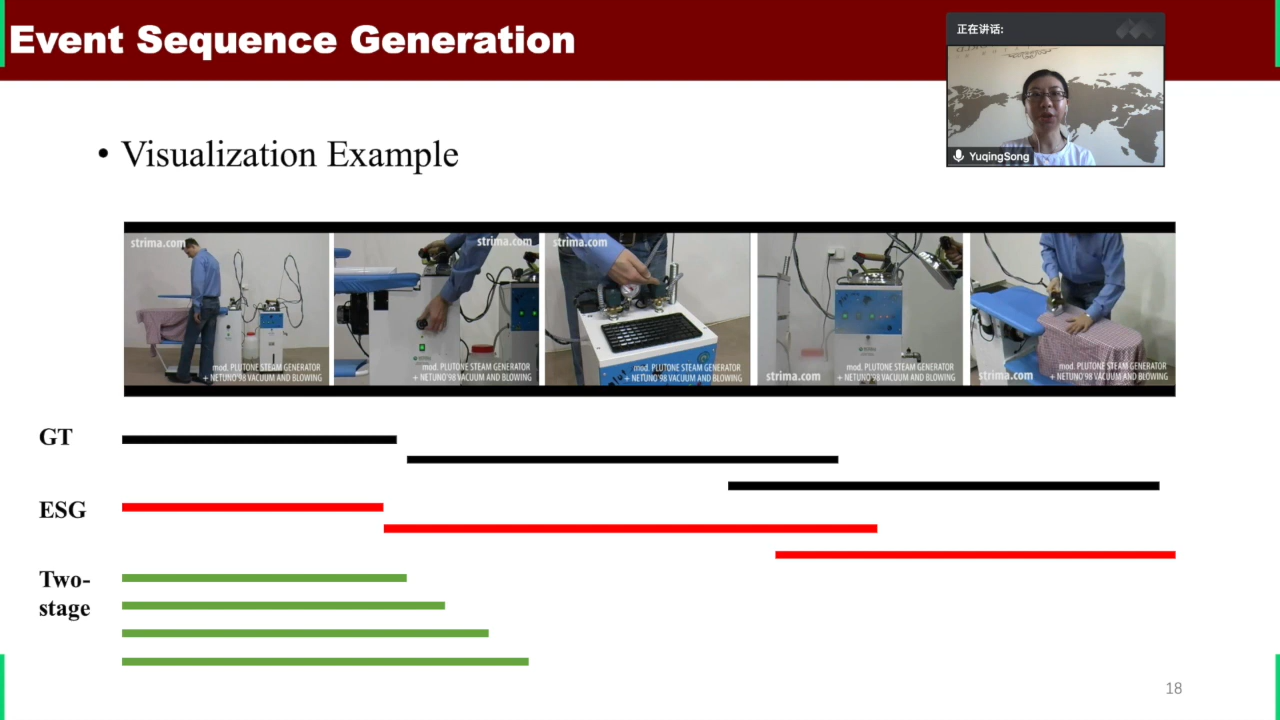 Event Sequence Generation
正在讲话:
YuqingSong
• Visualization Example
strima.com
mod. PLUTONE STEAM GENERATOR
+ NETUNO'98 VACUUM AND BLOWING
strima.com
mod. PLUTONE STEAM GENERATOR
+ NETUNO'98 VACUUM AND BLOWING
strima.com
mod. PLUTONE STEAM GENERATOR
+ NETUNO'98 VACUUM AND BLOWING
strima.com
mod. PLUTONE STEAM GENERATOR
+ NETUNO'98 VACUUM AND BLOWING
strima.com
mod. PLUTONE STEAM GENERATOR
+ NETUNO'98 VACUUM AND BLOWING
GT
ESG
Two-
stage
18